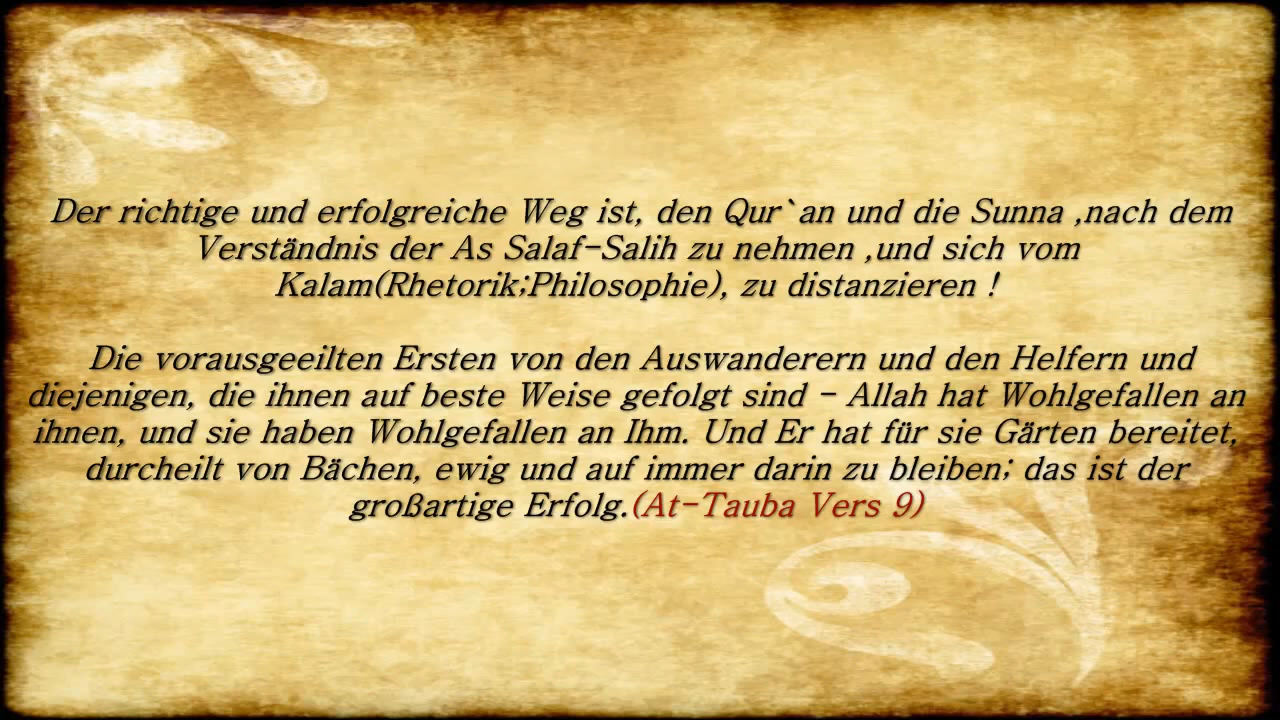 Der richtige und erfolgreiche Weg ist, den Qur`an und die Sunna ,nach dem
Verständnis der As Salaf-Salih zu nehmen ,und sich vom
Kalam(Rhetorik;Philosophie), zu distanzieren !
Die vorausgeeilten Ersten von den Auswanderern und den Helfern und
diejenigen, die ihnen auf beste Weise gefolgt sind - Allah hat Wohlgefallen an
ihnen, und sie haben Wohlgefallen an Ihm. Und Er hat für sie Gärten bereitet,
durcheilt von Bächen, ewig und auf immer darin zu bleiben; das ist der
großartige Erfolg.(At-Tauba Vers 9)